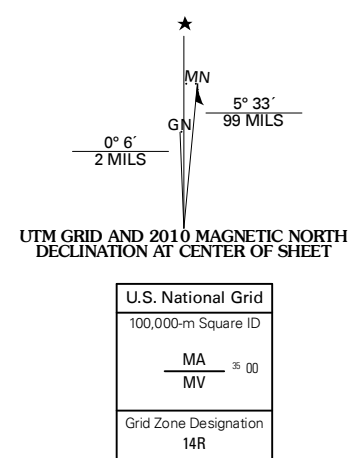 MN
GN
5° 33´
99 MILS
0° 6´
2 MILS
UTM GRID AND 2010 MAGNETIC NORTH
DECLINATION AT CENTER OF SHEET
U.S. National Grid
100,000-m Square ID
MA
35 00
MV
Grid Zone Designation
14R